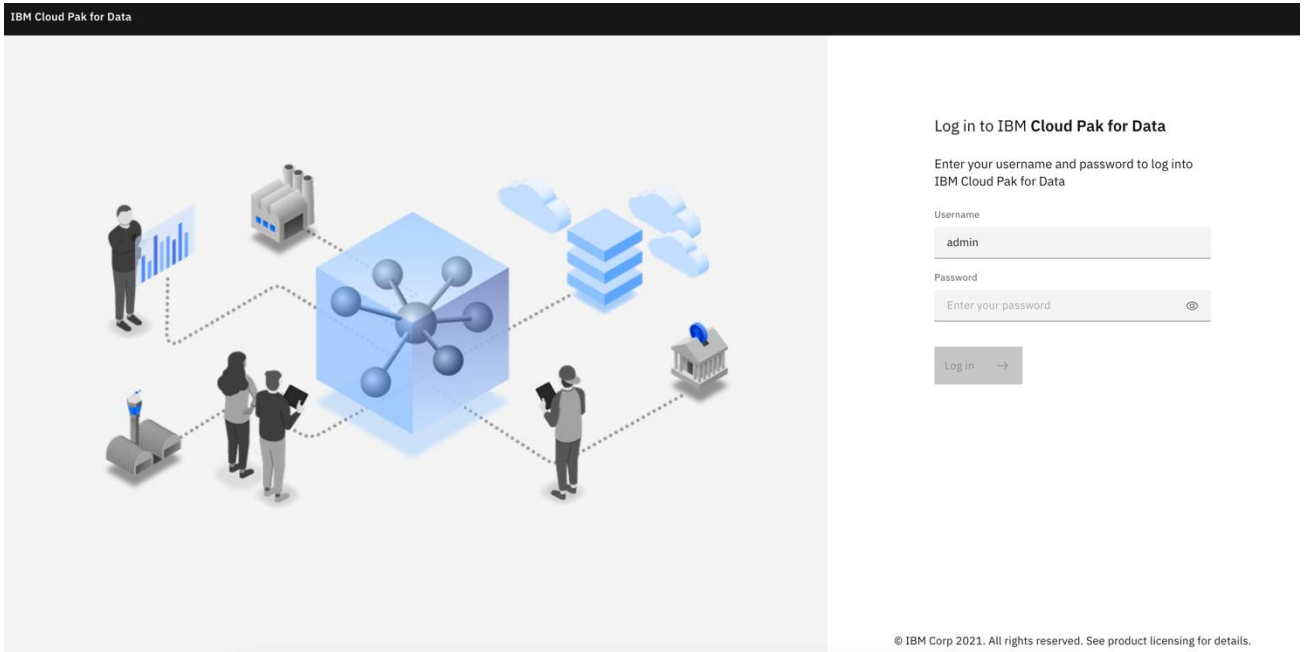 IBM Cloud Pak for Data
Log in to IBM Cloud Pak for Data
Enter your username and password to log into
IBM Cloud Pak for Data
Username
admin
Password
Enter your password
Log in
© IBM Corp 2021. All rights reserved. See product licensing for details.